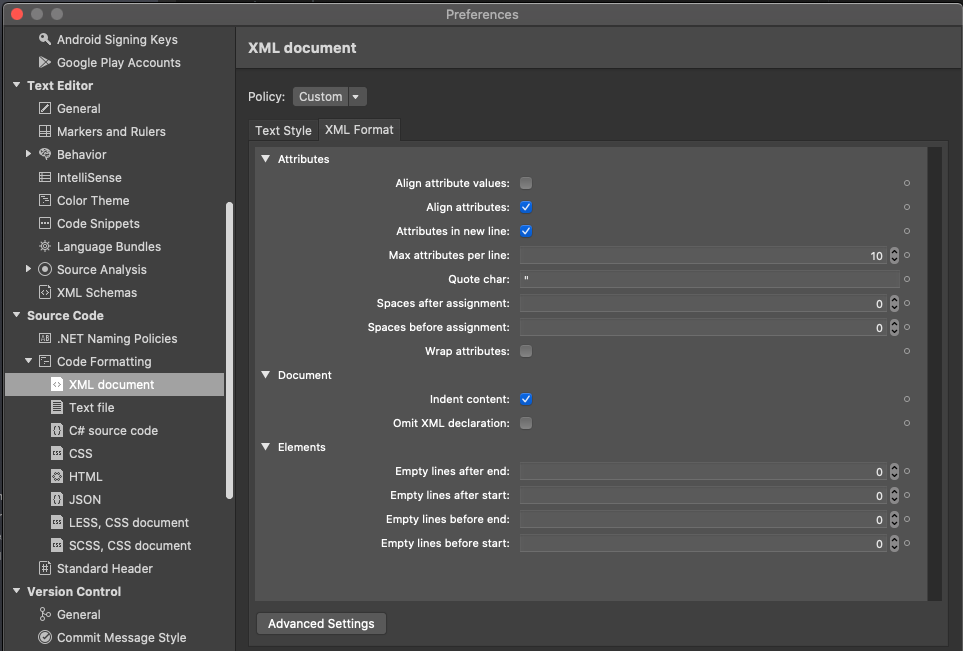 Preferences
Android Signing Keys
Google Play Accounts
Text Editor
General
Markers and Rulers
Behavior
IntelliSense
Color Theme
Code Snippets
Language Bundles
Source Analysis
XML Schemas
Source Code
.NET Naming Policies
Code Formatting
XML document
Text file
C# source code
CSS
HTML
JSON
LESS, CSS document
SCSS, CSS document
Standard Header
Version Control
General
Commit Message Style
XML document
Policy: Custom
Text Style XML Format
Attributes
Align attribute values:
Align attributes:
Attributes in new line:
Max attributes per line: 10
Quote char: "
Spaces after assignment: 0
Spaces before assignment: 0
Wrap attributes:
Document
Indent content:
Omit XML declaration:
Elements
Empty lines after end: 0
Empty lines after start: 0
Empty lines before end: 0
Empty lines before start: 0
Advanced Settings